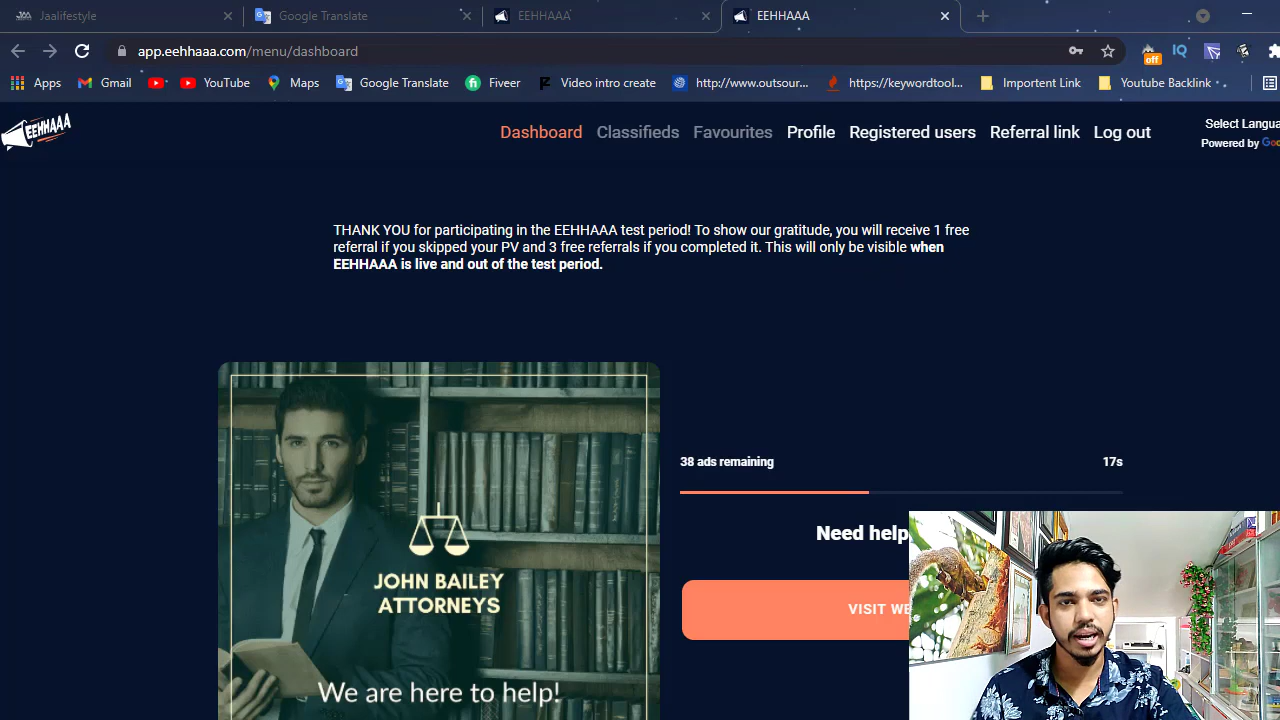 Jaalifestyle
Google Translate
EEHHAAA
EEHHAAA
app.eehhaaa.com/menu/dashboard
off
IQ
Apps
Gmail
YouTube
Maps
Google Translate
Fiveer
Video intro create
http://www.outsour...
https://keywordtool...
Importent Link
Youtube Backlink
EEHHAAA
Dashboard
Classifieds
Favourites
Profile
Registered users
Referral link
Log out
Select Langua
Powered by Goo
THANK YOU for participating in the EEHHAAA test period! To show our gratitude, you will receive 1 free
referral if you skipped your PV and 3 free referrals if you completed it. This will only be visible when
EEHHAAA is live and out of the test period.
38 ads remaining
17s
Need help
VISIT WE
JOHN BAILEY
ATTORNEYS
We are here to help!